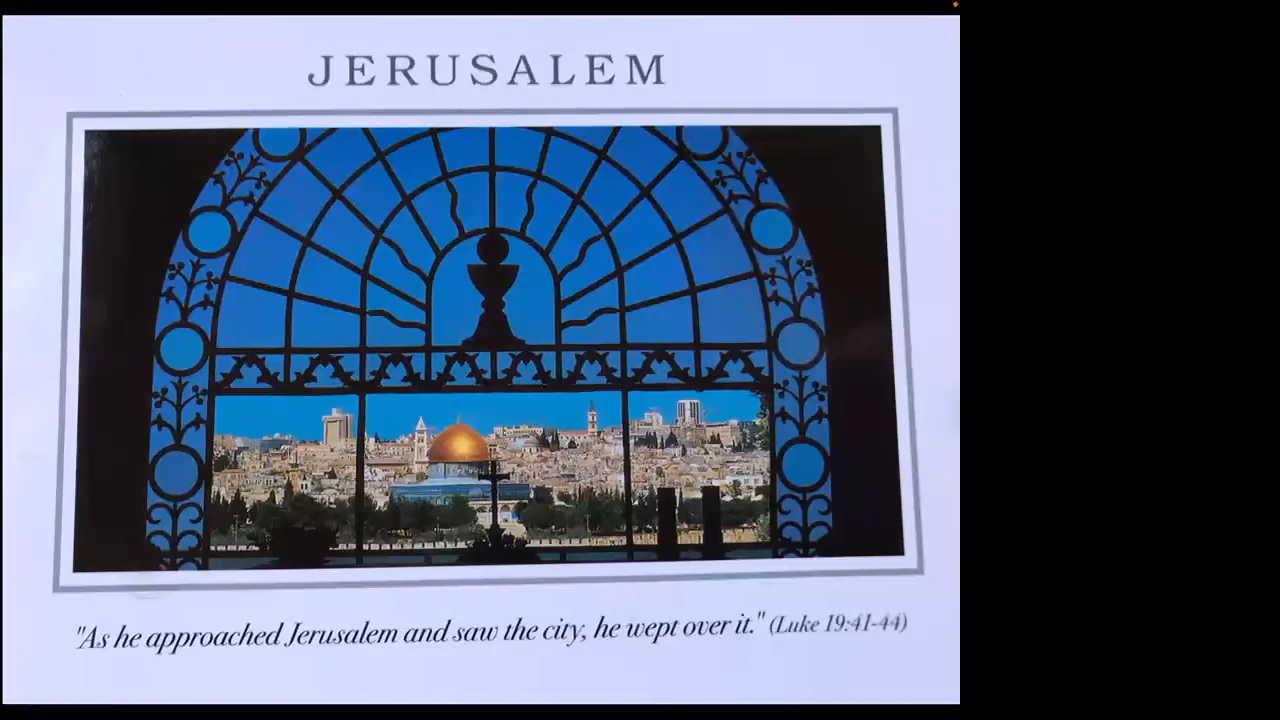 JERUSALEM
"As he approached Jerusalem and saw the city, he wept over it." (Luke 19:41-44)